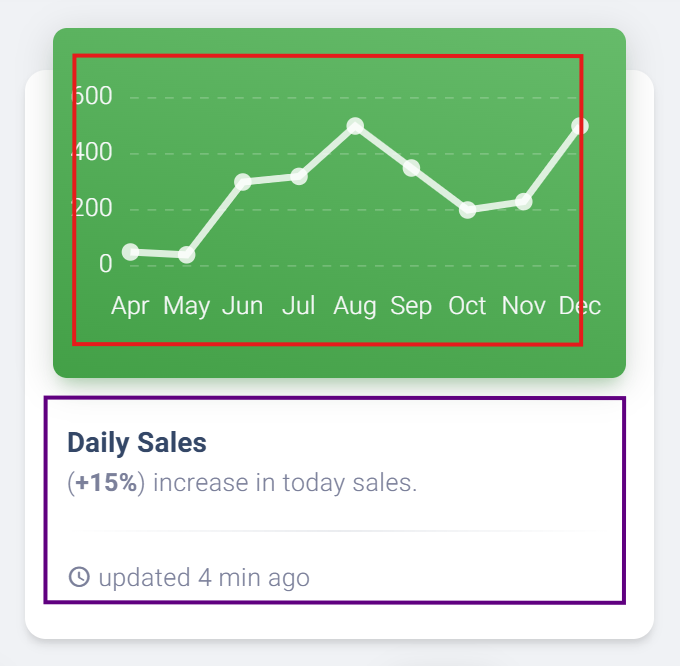 600
400
200
0
Apr May Jun Jul Aug Sep Oct Nov Dec
Daily Sales
(+15%) increase in today sales.
updated 4 min ago